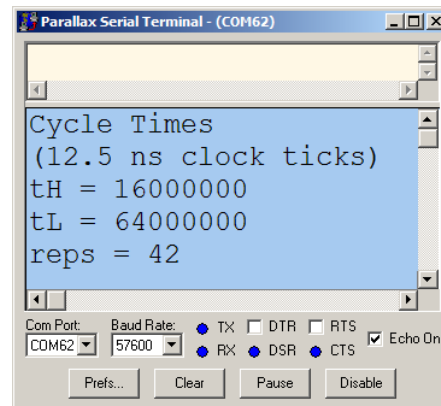 Parallax Serial Terminal - (COM62)
Cycle Times
(12.5 ns clock ticks)
tH = 16000000
tL = 64000000
reps = 42
Com Port: Baud Rate: TX DTR RTS
COM62 57600 RX DSR CTS Echo On
Prefs... Clear Pause Disable